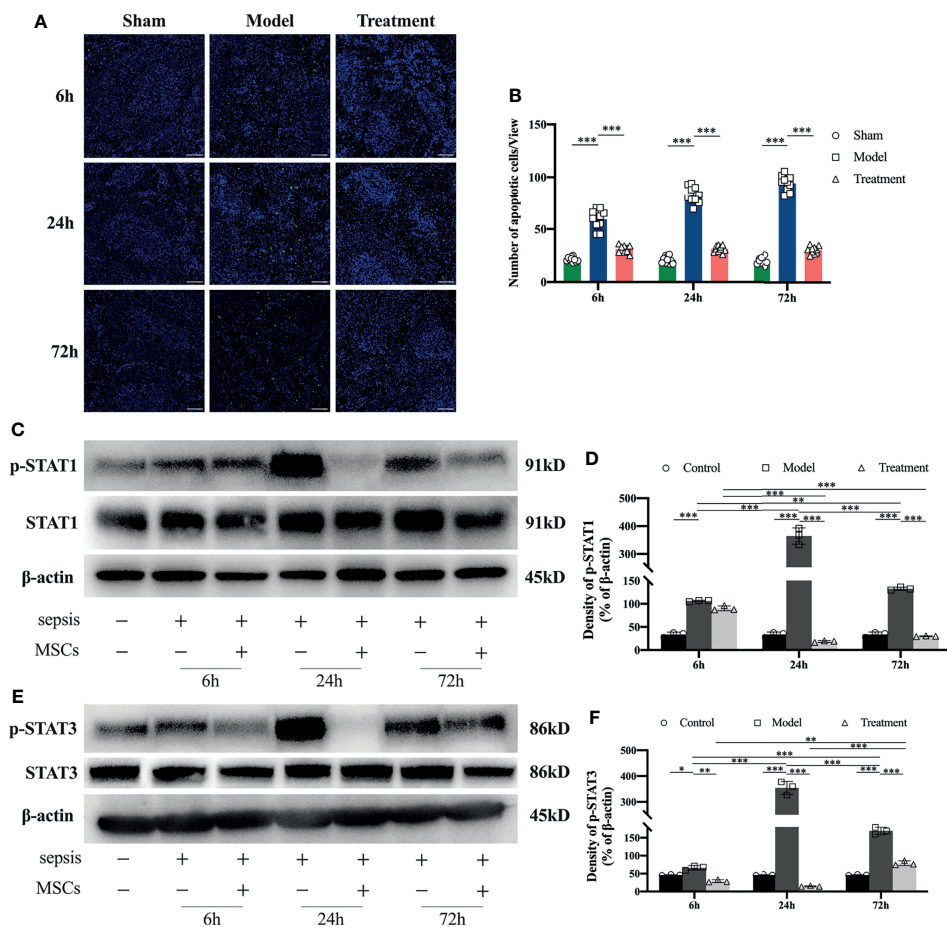 A
Sham Model Treatment
6h
24h
72h
B
Number of apoptotic cells/View
150
100
50
0
*** *** *** *** *** ***
6h 24h 72h
Sham
Model
Treatment
C
p-STAT1 91kD
STAT1 91kD
β-actin 45kD
sepsis − + + + + + +
MSCs − − + − + − +
6h 24h 72h
D
Control Model Treatment
Density of p-STAT1
(% of β-actin)
500
400
300
150
100
50
0
***
***
**
*** ***
*** *** *** *** ***
6h 24h 72h
E
p-STAT3 86kD
STAT3 86kD
β-actin 45kD
sepsis − + + + + + +
MSCs − − + − + − +
6h 24h 72h
F
Control Model Treatment
Density of p-STAT3
(% of β-actin)
500
400
300
150
100
50
0
**
***
***
*** ***
* ** *** *** *** ***
6h 24h 72h